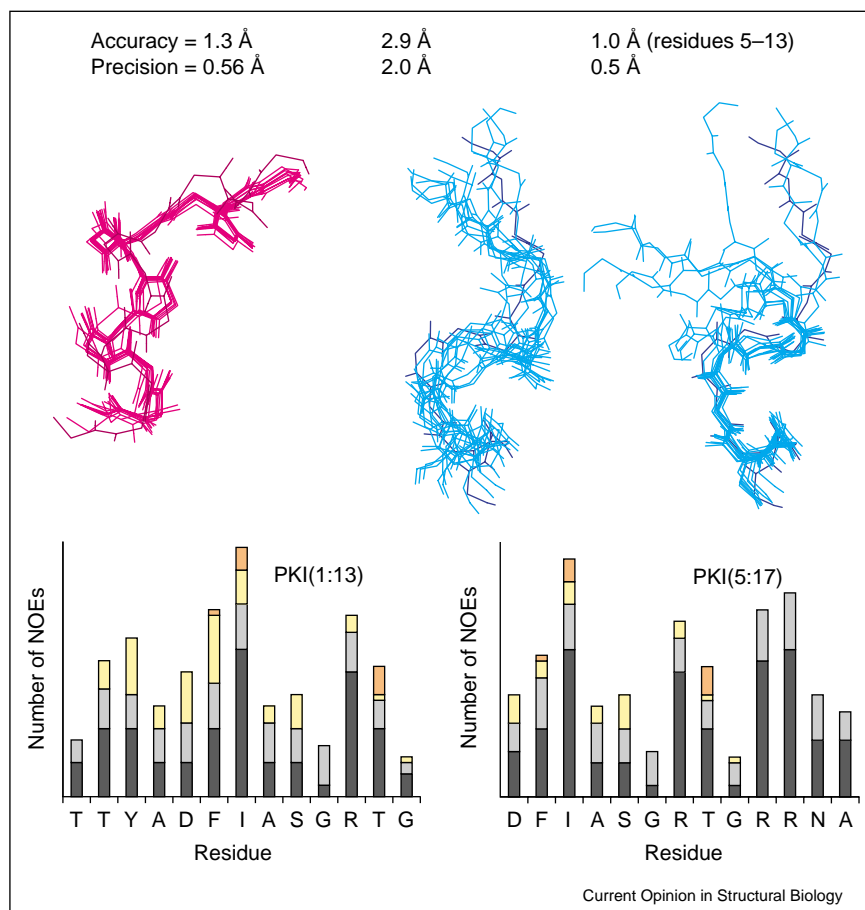 Accuracy = 1.3 Å 2.9 Å 1.0 Å (residues 5–13)
Precision = 0.56 Å 2.0 Å 0.5 Å
PKI(1:13) PKI(5:17)
Number of NOEs Number of NOEs
T T Y A D F I A S G R T G D F I A S G R T G R R N A
Residue Residue
Current Opinion in Structural Biology